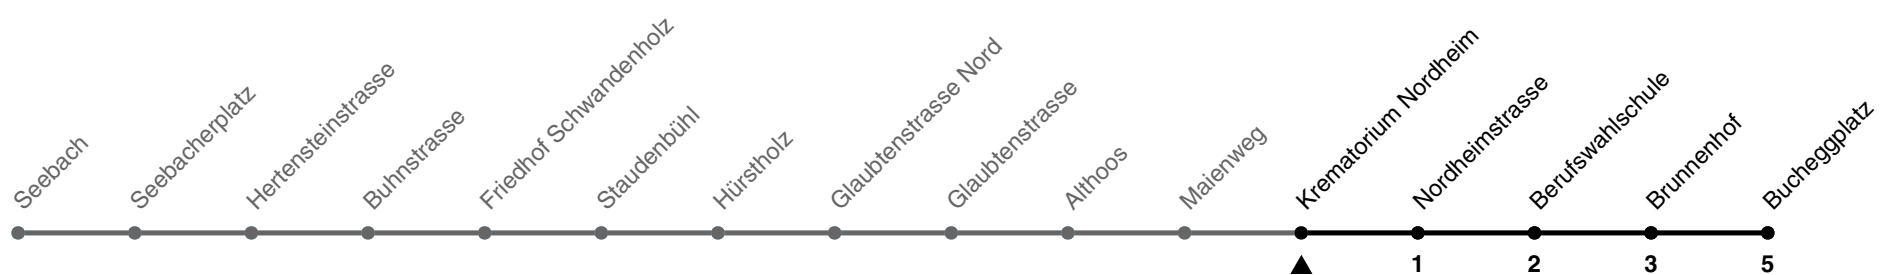 Seebach
Seebacherplatz
Hertensteinstrasse
Buhnstrasse
Friedhof Schwandenholz
Staudenbühl
Hürstholz
Glaubtenstrasse Nord
Glaubtenstrasse
Althoos
Maienweg
Krematorium Nordheim
Nordheimstrasse
Berufswahlschule
Brunnenhof
Bucheggplatz
1 2 3 5